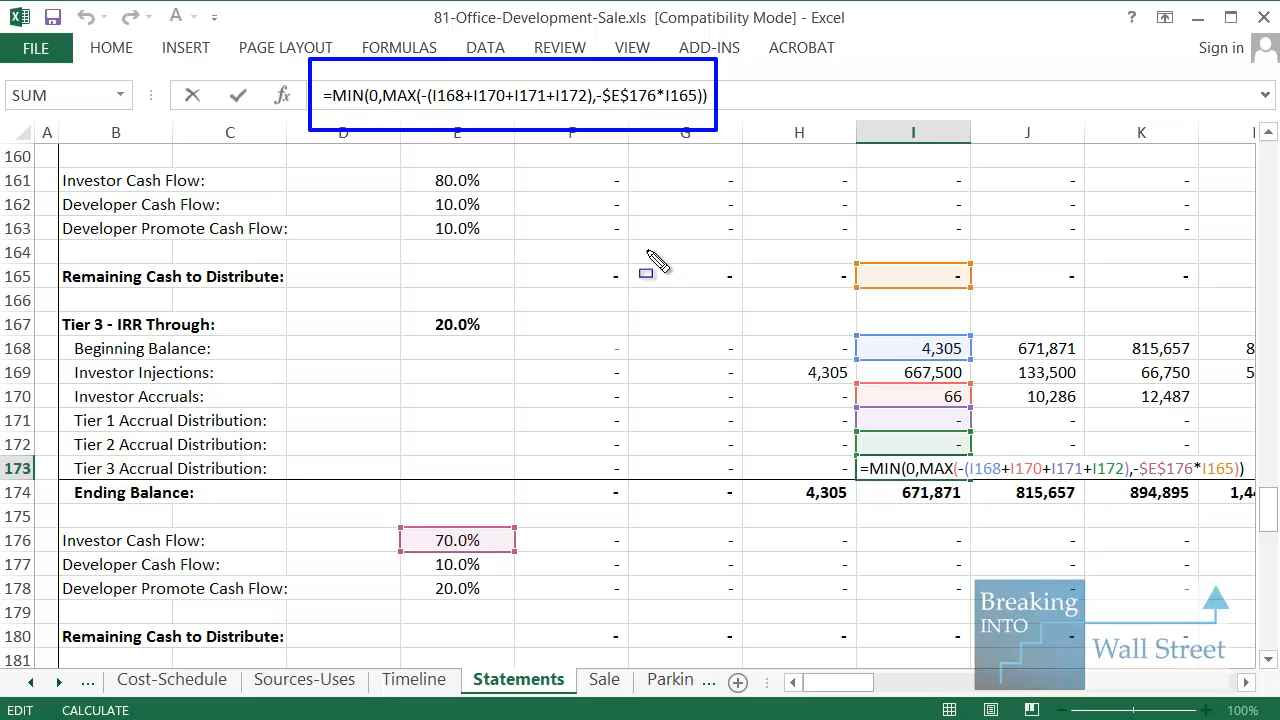 81-Office-Development-Sale.xls [Compatibility Mode] - Excel
FILE HOME INSERT PAGE LAYOUT FORMULAS DATA REVIEW VIEW ADD-INS ACROBAT Sign in
SUM fx =MIN(0,MAX(-(I168+I170+I171+I172),-$E$176*I165))
A B C D E F G H I J K
160
161 Investor Cash Flow: 80.0% - - - - - -
162 Developer Cash Flow: 10.0% - - - - - -
163 Developer Promote Cash Flow: 10.0% - - - - - -
164
165 Remaining Cash to Distribute: - - - - - -
166
167 Tier 3 - IRR Through: 20.0%
168 Beginning Balance: - - - 4,305 671,871 815,657 8
169 Investor Injections: - - 4,305 667,500 133,500 66,750 5
170 Investor Accruals: - - - 66 10,286 12,487
171 Tier 1 Accrual Distribution: - - - - - -
172 Tier 2 Accrual Distribution: - - - - - -
173 Tier 3 Accrual Distribution: - - - =MIN(0,MAX(-(I168+I170+I171+I172),-$E$176*I165))
174 Ending Balance: - - 4,305 671,871 815,657 894,895 1,4
175
176 Investor Cash Flow: 70.0% - - - - - -
177 Developer Cash Flow: 10.0% - - - - - -
178 Developer Promote Cash Flow: 20.0% - - - - - -
179
180 Remaining Cash to Distribute: - - - - - -
181
Breaking
INTO
Wall Street
... Cost-Schedule Sources-Uses Timeline Statements Sale Parkin ...
EDIT CALCULATE 100%